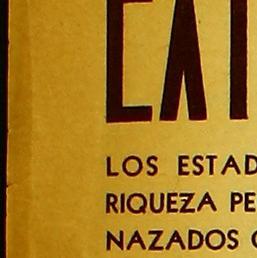 EXT
LOS ESTAD
RIQUEZA PE
NAZADOS